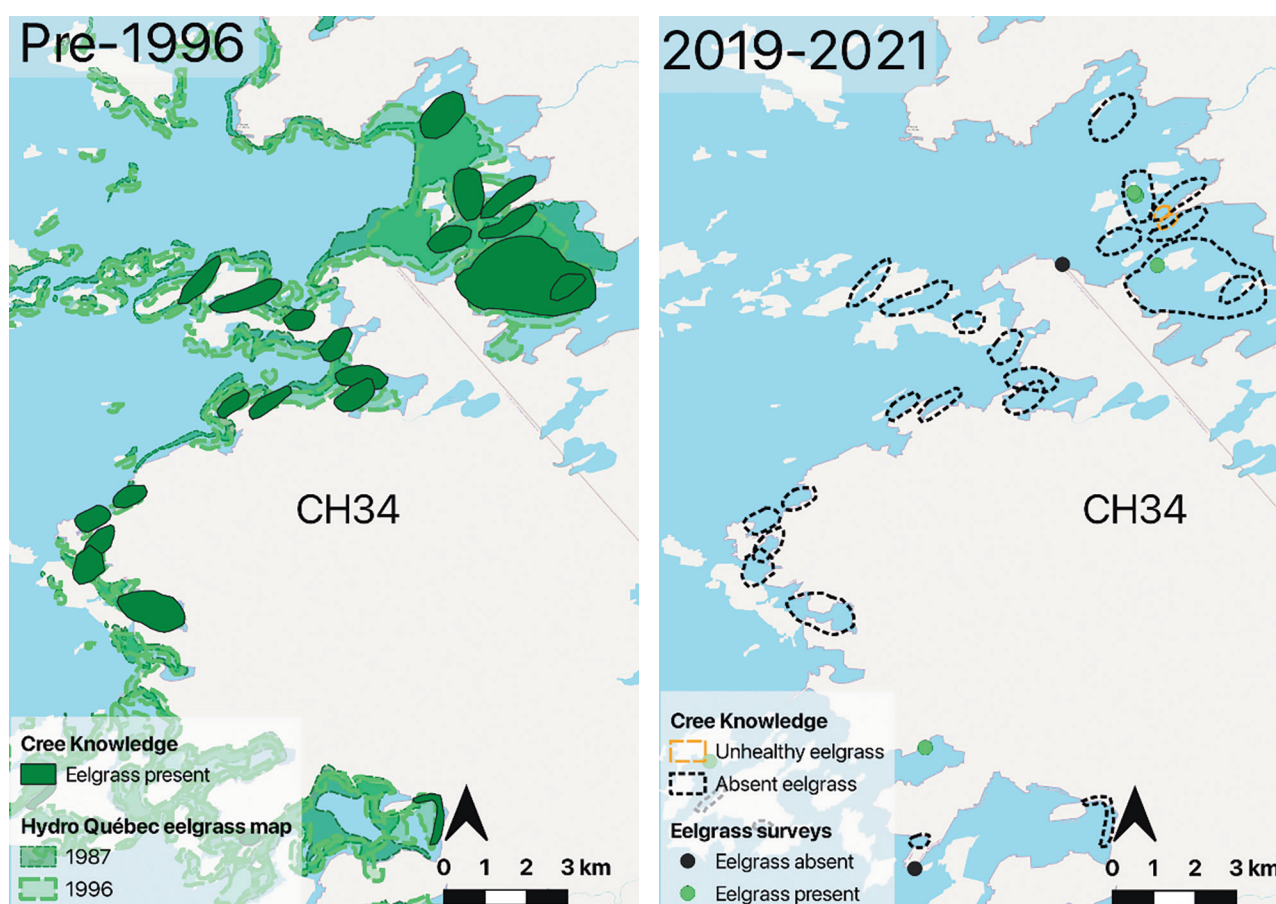 Pre-1996
CH34
Cree Knowledge
Eelgrass present
Hydro Québec eelgrass map
1987
1996
0 1 2 3 km
2019-2021
CH34
Cree Knowledge
Unhealthy eelgrass
Absent eelgrass
Eelgrass surveys
Eelgrass absent
Eelgrass present
0 1 2 3 km